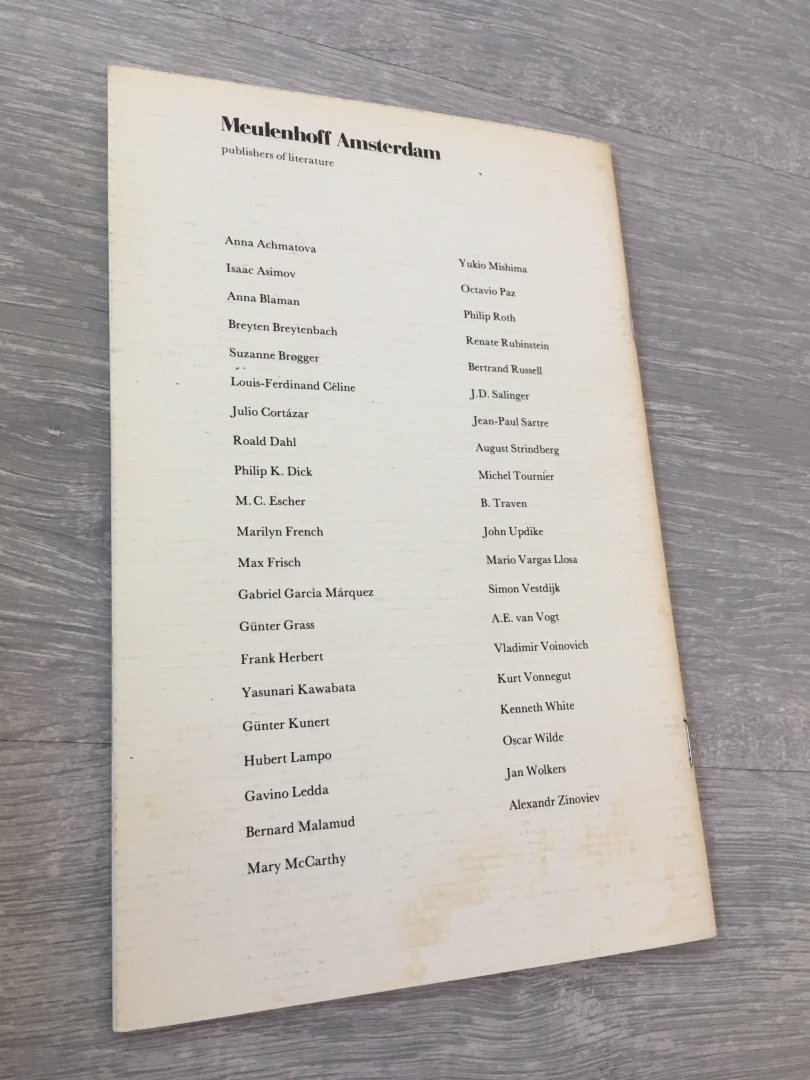 Meulenhoff Amsterdam
publishers of literature
Anna Achmatova
Isaac Asimov
Anna Blaman
Breyten Breytenbach
Suzanne Brøgger
Louis-Ferdinand Céline
Julio Cortázar
Roald Dahl
Philip K. Dick
M.C. Escher
Marilyn French
Max Frisch
Gabriel García Márquez
Günter Grass
Frank Herbert
Yasunari Kawabata
Günter Kunert
Hubert Lampo
Gavino Ledda
Bernard Malamud
Mary McCarthy
Yukio Mishima
Octavio Paz
Philip Roth
Renate Rubinstein
Bertrand Russell
J.D. Salinger
Jean-Paul Sartre
August Strindberg
Michel Tournier
B. Traven
John Updike
Mario Vargas Llosa
Simon Vestdijk
A.E. van Vogt
Vladimir Voinovich
Kurt Vonnegut
Kenneth White
Oscar Wilde
Jan Wolkers
Alexandr Zinoviev